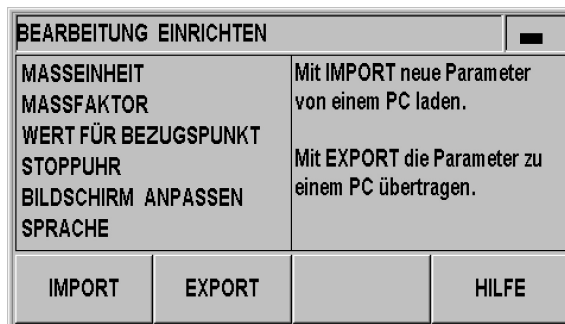 BEARBEITUNG EINRICHTEN
MASSEINHEIT
MASSFAKTOR
WERT FÜR BEZUGSPUNKT
STOPPUHR
BILDSCHIRM ANPASSEN
SPRACHE
Mit IMPORT neue Parameter
von einem PC laden.
Mit EXPORT die Parameter zu
einem PC übertragen.
IMPORT
EXPORT
HILFE